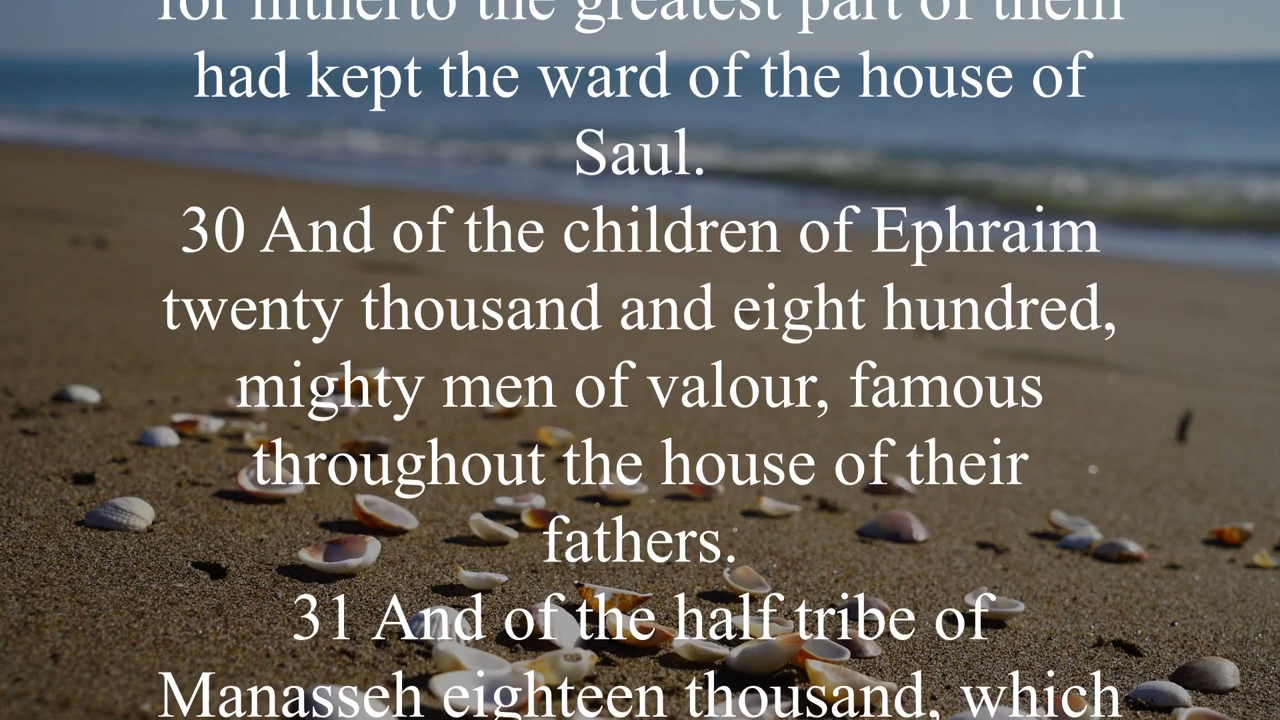 for hitherto the greatest part of them
had kept the ward of the house of
Saul.
30 And of the children of Ephraim
twenty thousand and eight hundred,
mighty men of valour, famous
throughout the house of their
fathers.
31 And of the half tribe of
Manasseh eighteen thousand, which